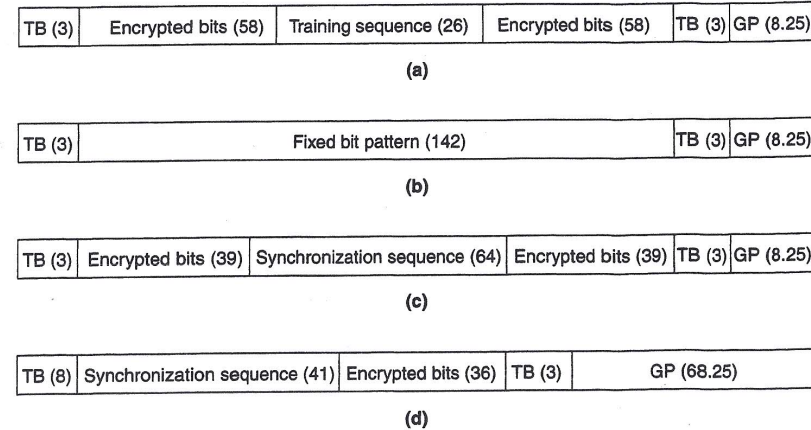 TB (3) Encrypted bits (58) Training sequence (26) Encrypted bits (58) TB (3) GP (8.25)
(a)
TB (3) Fixed bit pattern (142) TB (3) GP (8.25)
(b)
TB (3) Encrypted bits (39) Synchronization sequence (64) Encrypted bits (39) TB (3) GP (8.25)
(c)
TB (8) Synchronization sequence (41) Encrypted bits (36) TB (3) GP (68.25)
(d)